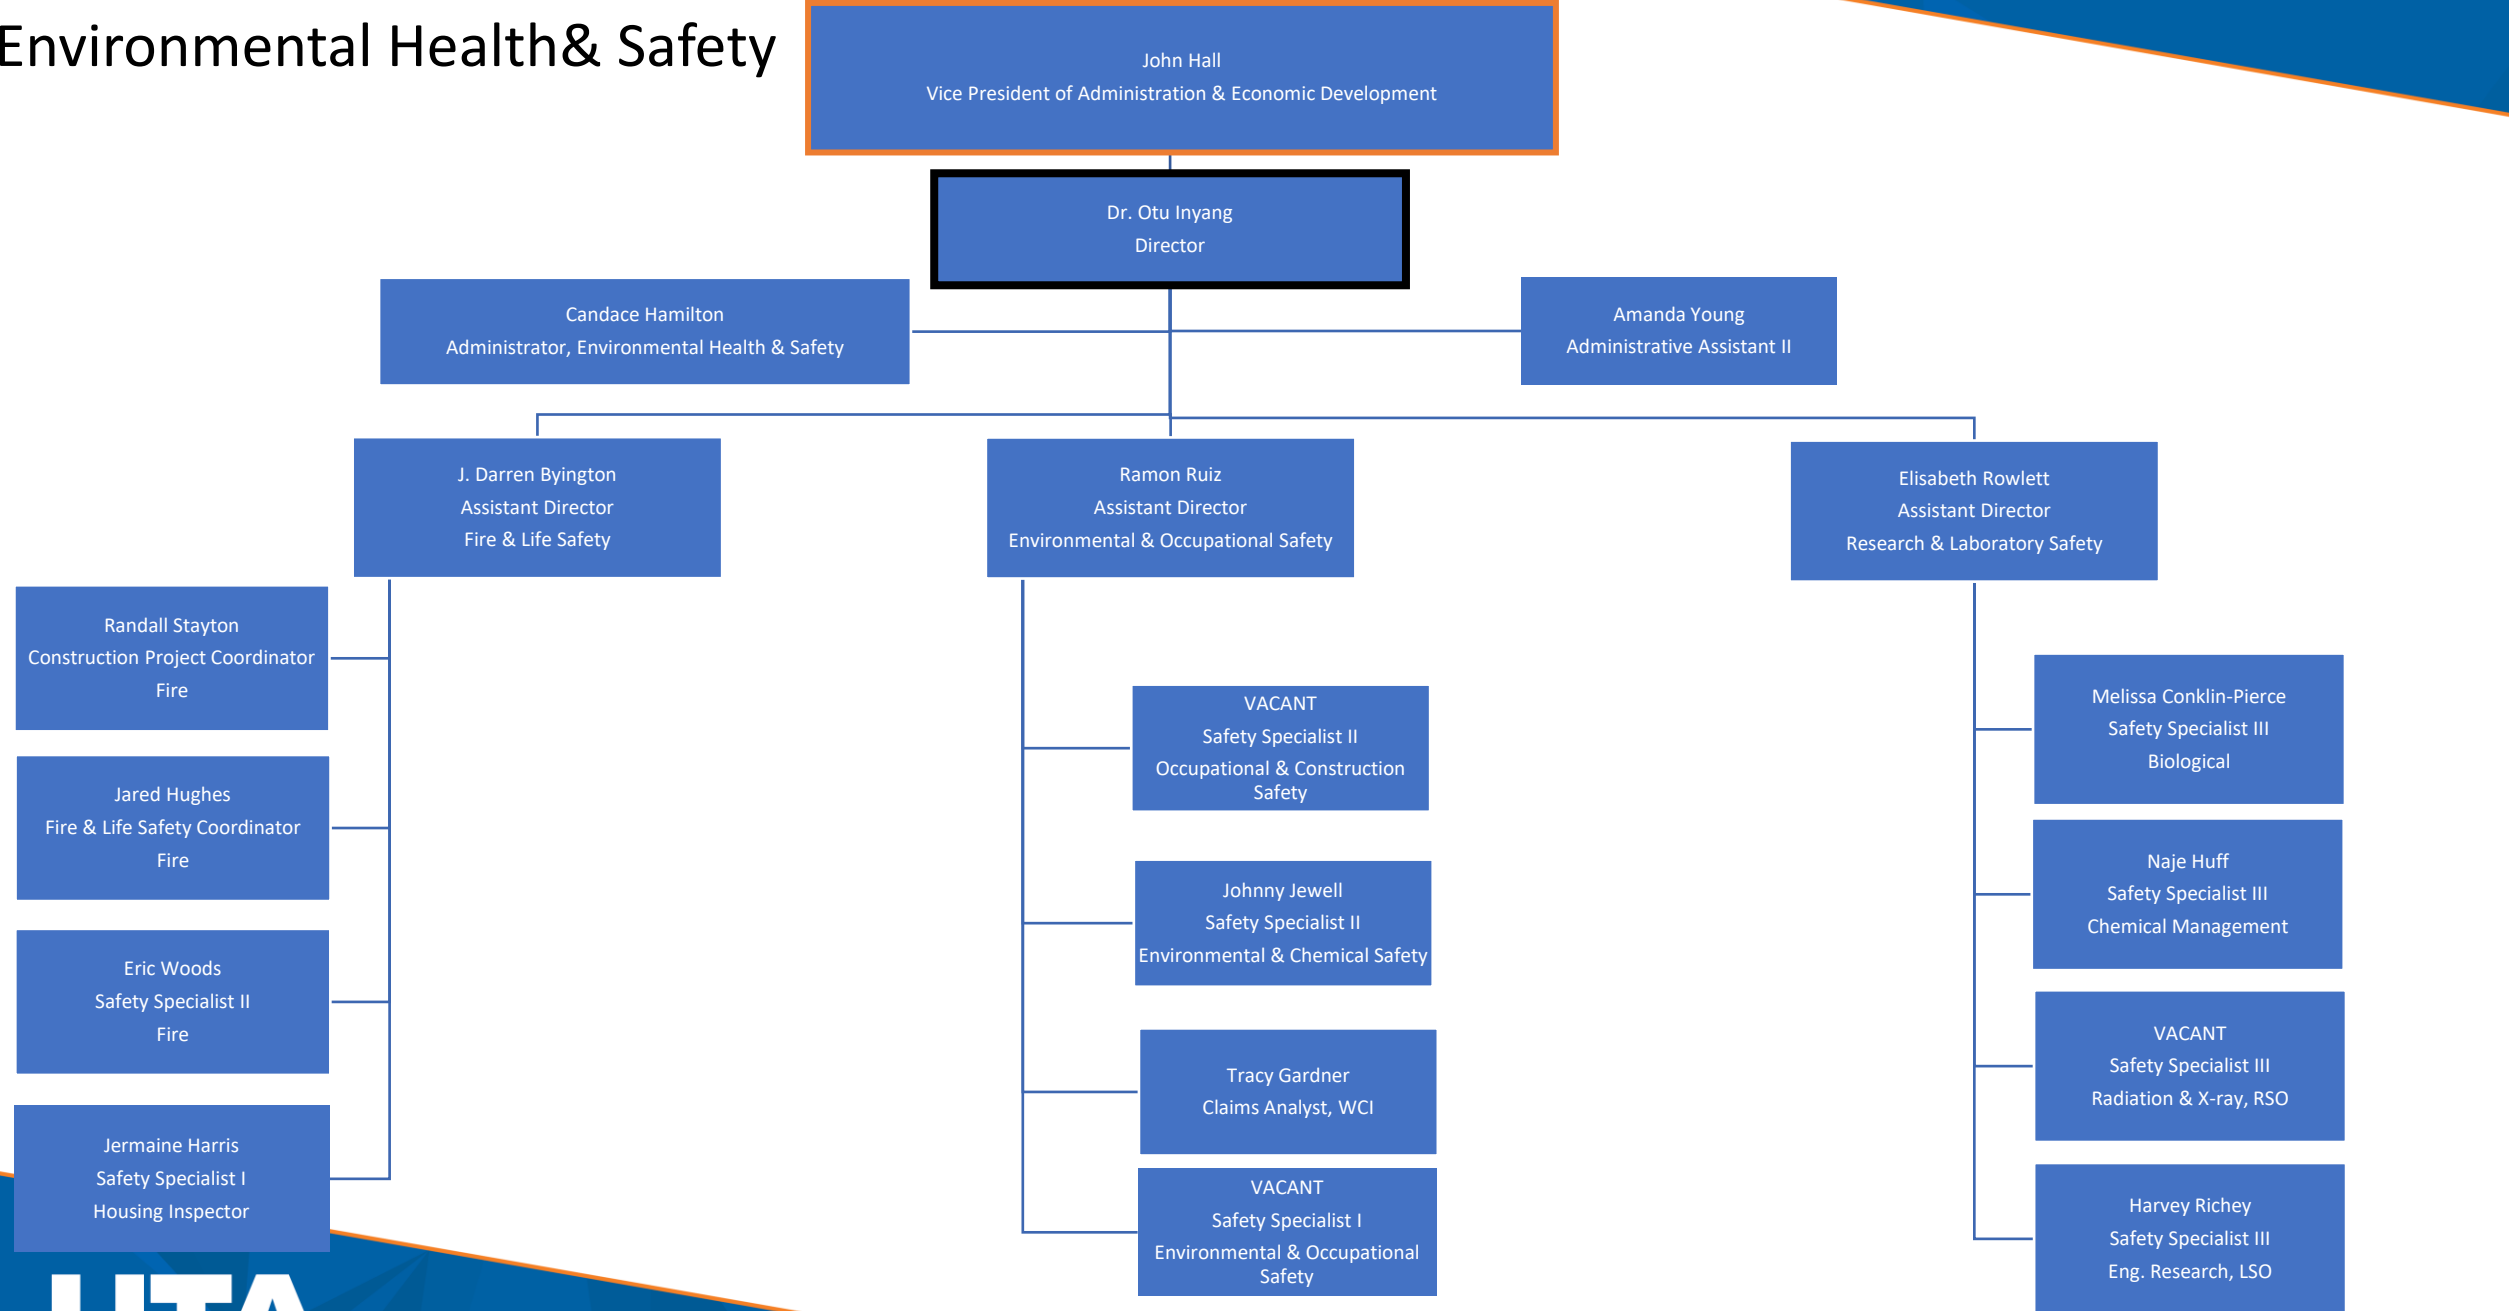 Environmental Health& Safety
John Hall
Vice President of Administration & Economic Development
Dr. Otu Inyang
Director
Candace Hamilton
Administrator, Environmental Health & Safety
Amanda Young
Administrative Assistant II
J. Darren Byington
Assistant Director
Fire & Life Safety
Ramon Ruiz
Assistant Director
Environmental & Occupational Safety
Elisabeth Rowlett
Assistant Director
Research & Laboratory Safety
Randall Stayton
Construction Project Coordinator
Fire
Jared Hughes
Fire & Life Safety Coordinator
Fire
Eric Woods
Safety Specialist II
Fire
Jermaine Harris
Safety Specialist I
Housing Inspector
VACANT
Safety Specialist II
Occupational & Construction
Safety
Johnny Jewell
Safety Specialist II
Environmental & Chemical Safety
Tracy Gardner
Claims Analyst, WCI
VACANT
Safety Specialist I
Environmental & Occupational
Safety
Melissa Conklin-Pierce
Safety Specialist III
Biological
Naje Huff
Safety Specialist III
Chemical Management
VACANT
Safety Specialist III
Radiation & X-ray, RSO
Harvey Richey
Safety Specialist III
Eng. Research, LSO
UTA